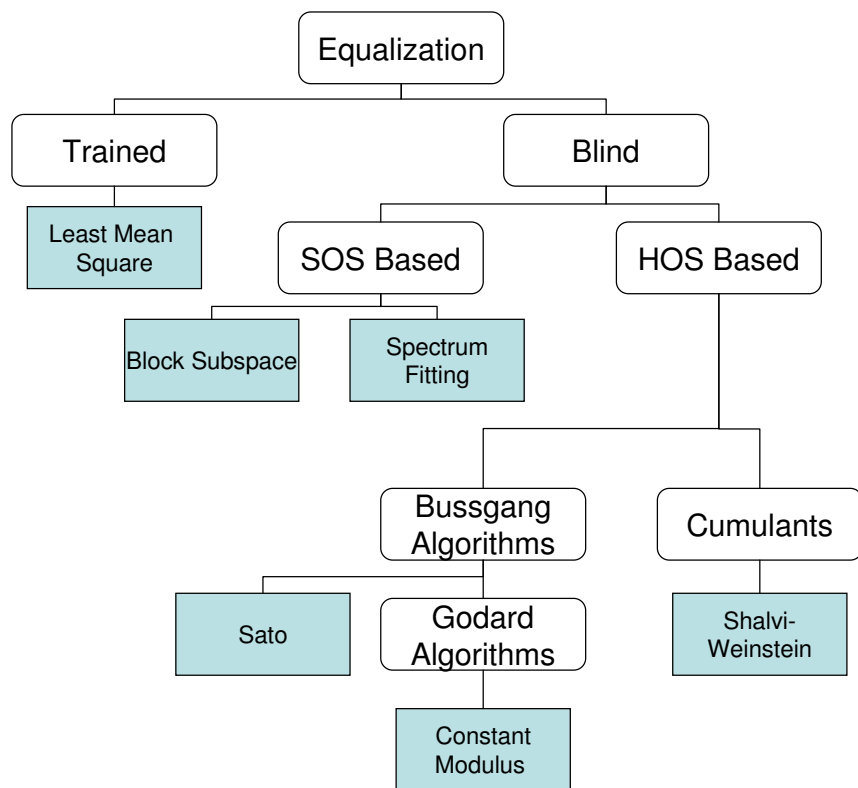 Equalization
Trained
Blind
Least Mean
Square
SOS Based
HOS Based
Block Subspace
Spectrum
Fitting
Bussgang
Algorithms
Cumulants
Sato
Godard
Algorithms
Shalvi-
Weinstein
Constant
Modulus